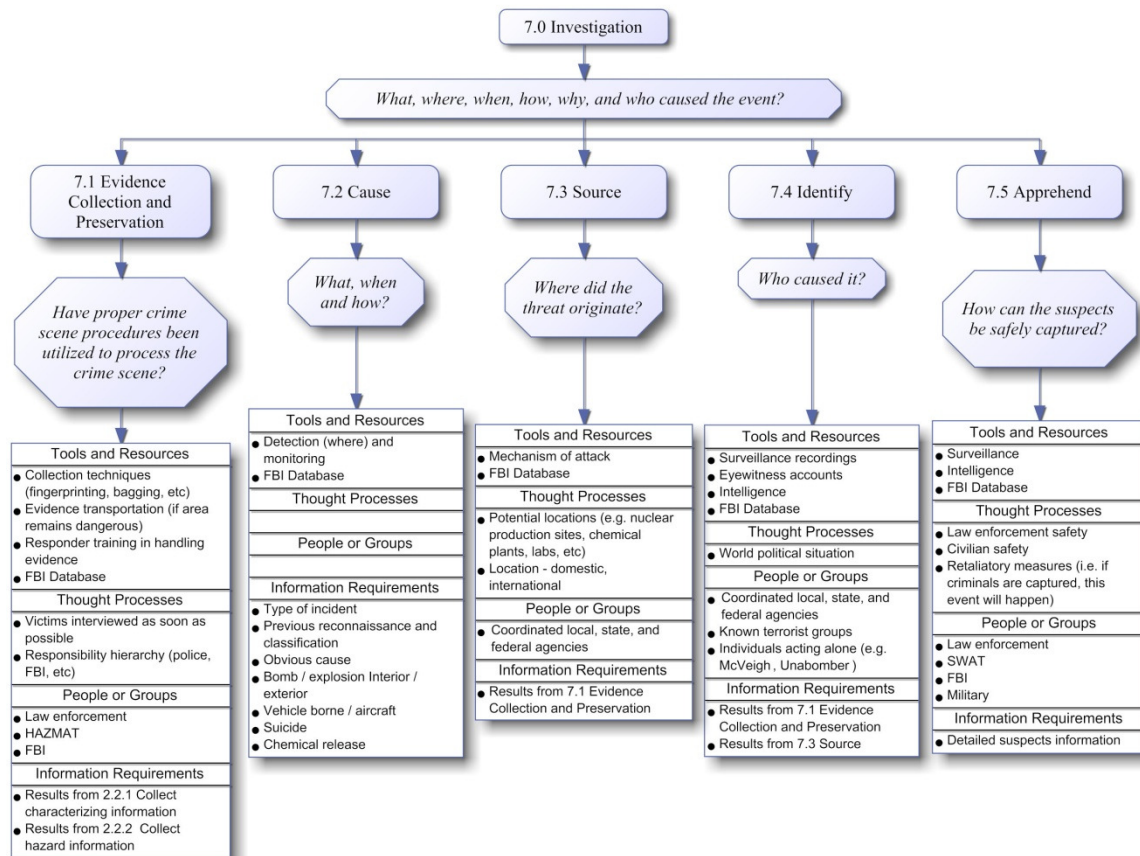 7.0 Investigation
What, where, when, how, why, and who caused the event?
7.1 Evidence
Collection and
Preservation
Have proper crime
scene procedures been
utilized to process the
crime scene?
Tools and Resources
● Collection techniques
(fingerprinting, bagging, etc)
● Evidence transportation (if area
remains dangerous)
● Responder training in handling
evidence
● FBI Database
Thought Processes
● Victims interviewed as soon as
possible
● Responsibility hierarchy (police,
FBI, etc)
People or Groups
● Law enforcement
● HAZMAT
● FBI
Information Requirements
● Results from 2.2.1 Collect
characterizing information
● Results from 2.2.2 Collect
hazard information
7.2 Cause
What, when
and how?
Tools and Resources
● Detection (where) and
monitoring
● FBI Database
Thought Processes
People or Groups
Information Requirements
● Type of incident
● Previous reconnaissance and
classification
● Obvious cause
● Bomb / explosion Interior /
exterior
● Vehicle borne / aircraft
● Suicide
● Chemical release
7.3 Source
Where did the
threat originate?
Tools and Resources
● Mechanism of attack
● FBI Database
Thought Processes
● Potential locations (e.g. nuclear
production sites, chemical
plants, labs, etc)
● Location - domestic,
international
People or Groups
● Coordinated local, state, and
federal agencies
Information Requirements
● Results from 7.1 Evidence
Collection and Preservation
7.4 Identify
Who caused it?
Tools and Resources
● Surveillance recordings
● Eyewitness accounts
● Intelligence
● FBI Database
Thought Processes
● World political situation
People or Groups
● Coordinated local, state, and
federal agencies
● Known terrorist groups
● Individuals acting alone (e.g.
McVeigh , Unabomber )
Information Requirements
● Results from 7.1 Evidence
Collection and Preservation
● Results from 7.3 Source
7.5 Apprehend
How can the suspects
be safely captured?
Tools and Resources
● Surveillance
● Intelligence
● FBI Database
Thought Processes
● Law enforcement safety
● Civilian safety
● Retaliatory measures (i.e. if
criminals are captured, this
event will happen)
People or Groups
● Law enforcement
● SWAT
● FBI
● Military
Information Requirements
● Detailed suspects information